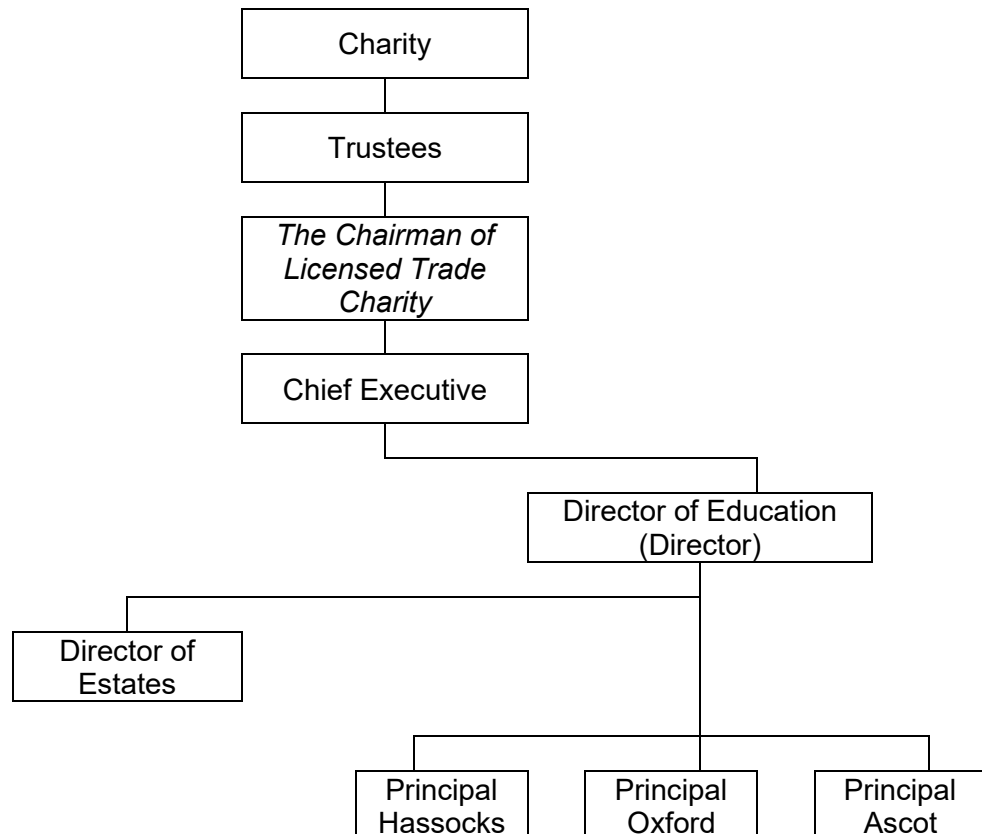 Charity
Trustees
The Chairman of
Licensed Trade
Charity
Chief Executive
Director of Education
(Director)
Director of
Estates
Principal
Hassocks
Principal
Oxford
Principal
Ascot